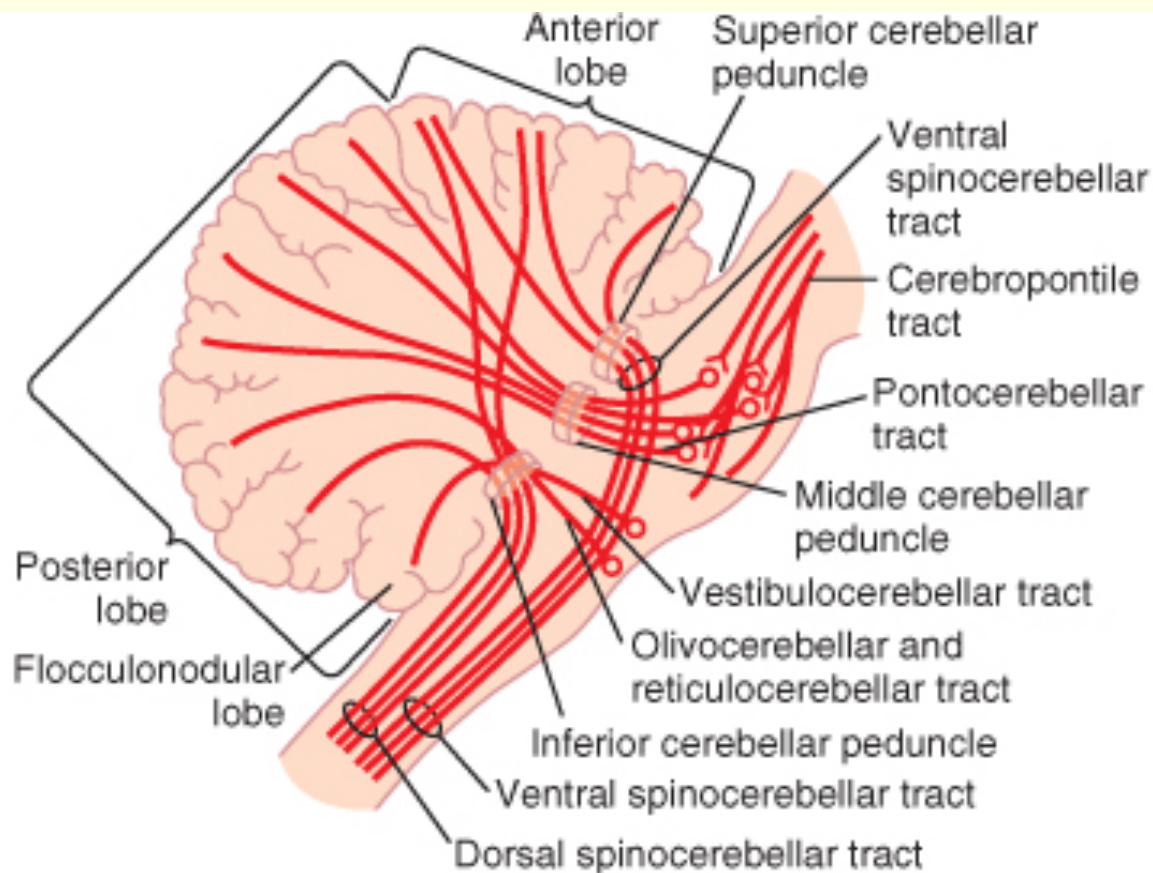 Anterior
lobe
Superior cerebellar
peduncle
Ventral
spinocerebellar
tract
Cerebropontile
tract
Pontocerebellar
tract
Middle cerebellar
peduncle
Vestibulocerebellar tract
Olivocerebellar and
reticulocerebellar tract
Inferior cerebellar peduncle
Ventral spinocerebellar tract
Dorsal spinocerebellar tract
Posterior
lobe
Flocculonodular
lobe